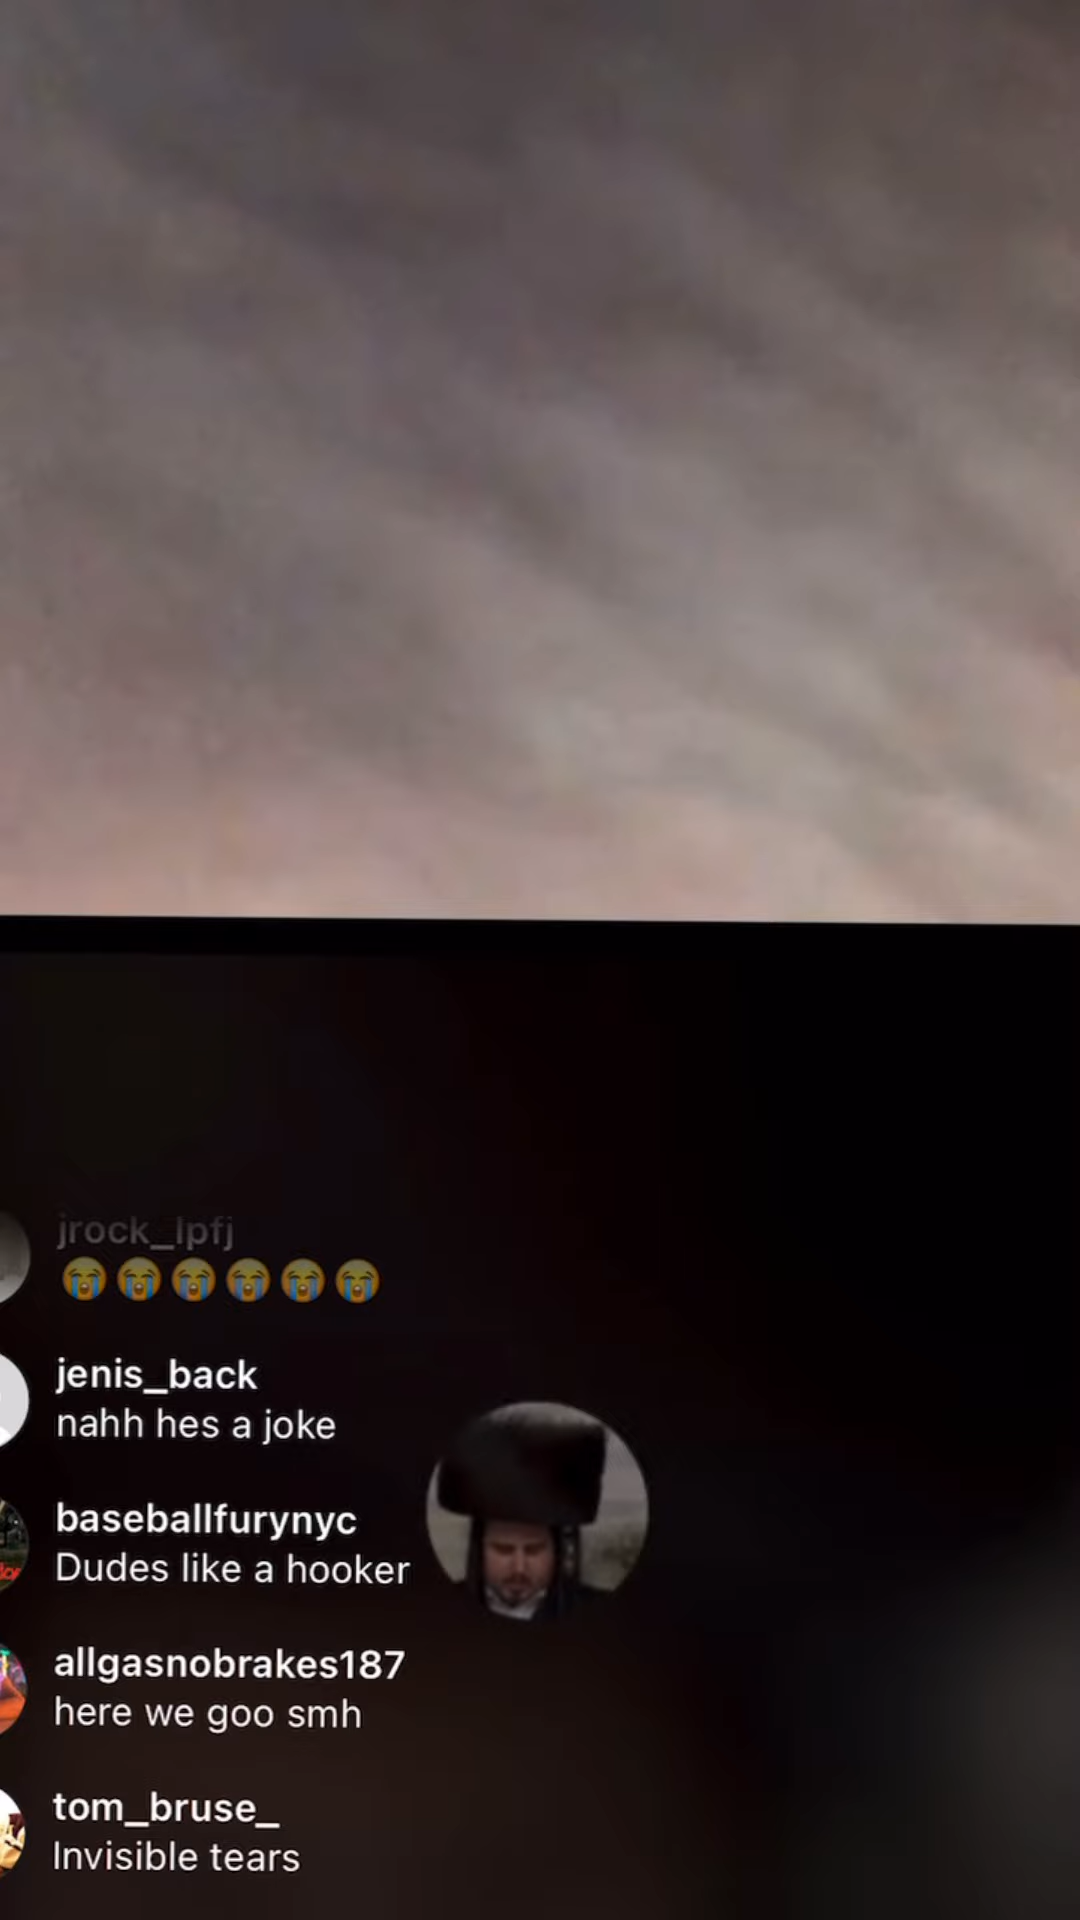 jrock_lpfj
😭😭😭😭😭😭
jenis_back
nahh hes a joke
baseballfurynyc
Dudes like a hooker
allgasnobrakes187
here we goo smh
tom_bruse_
Invisible tears